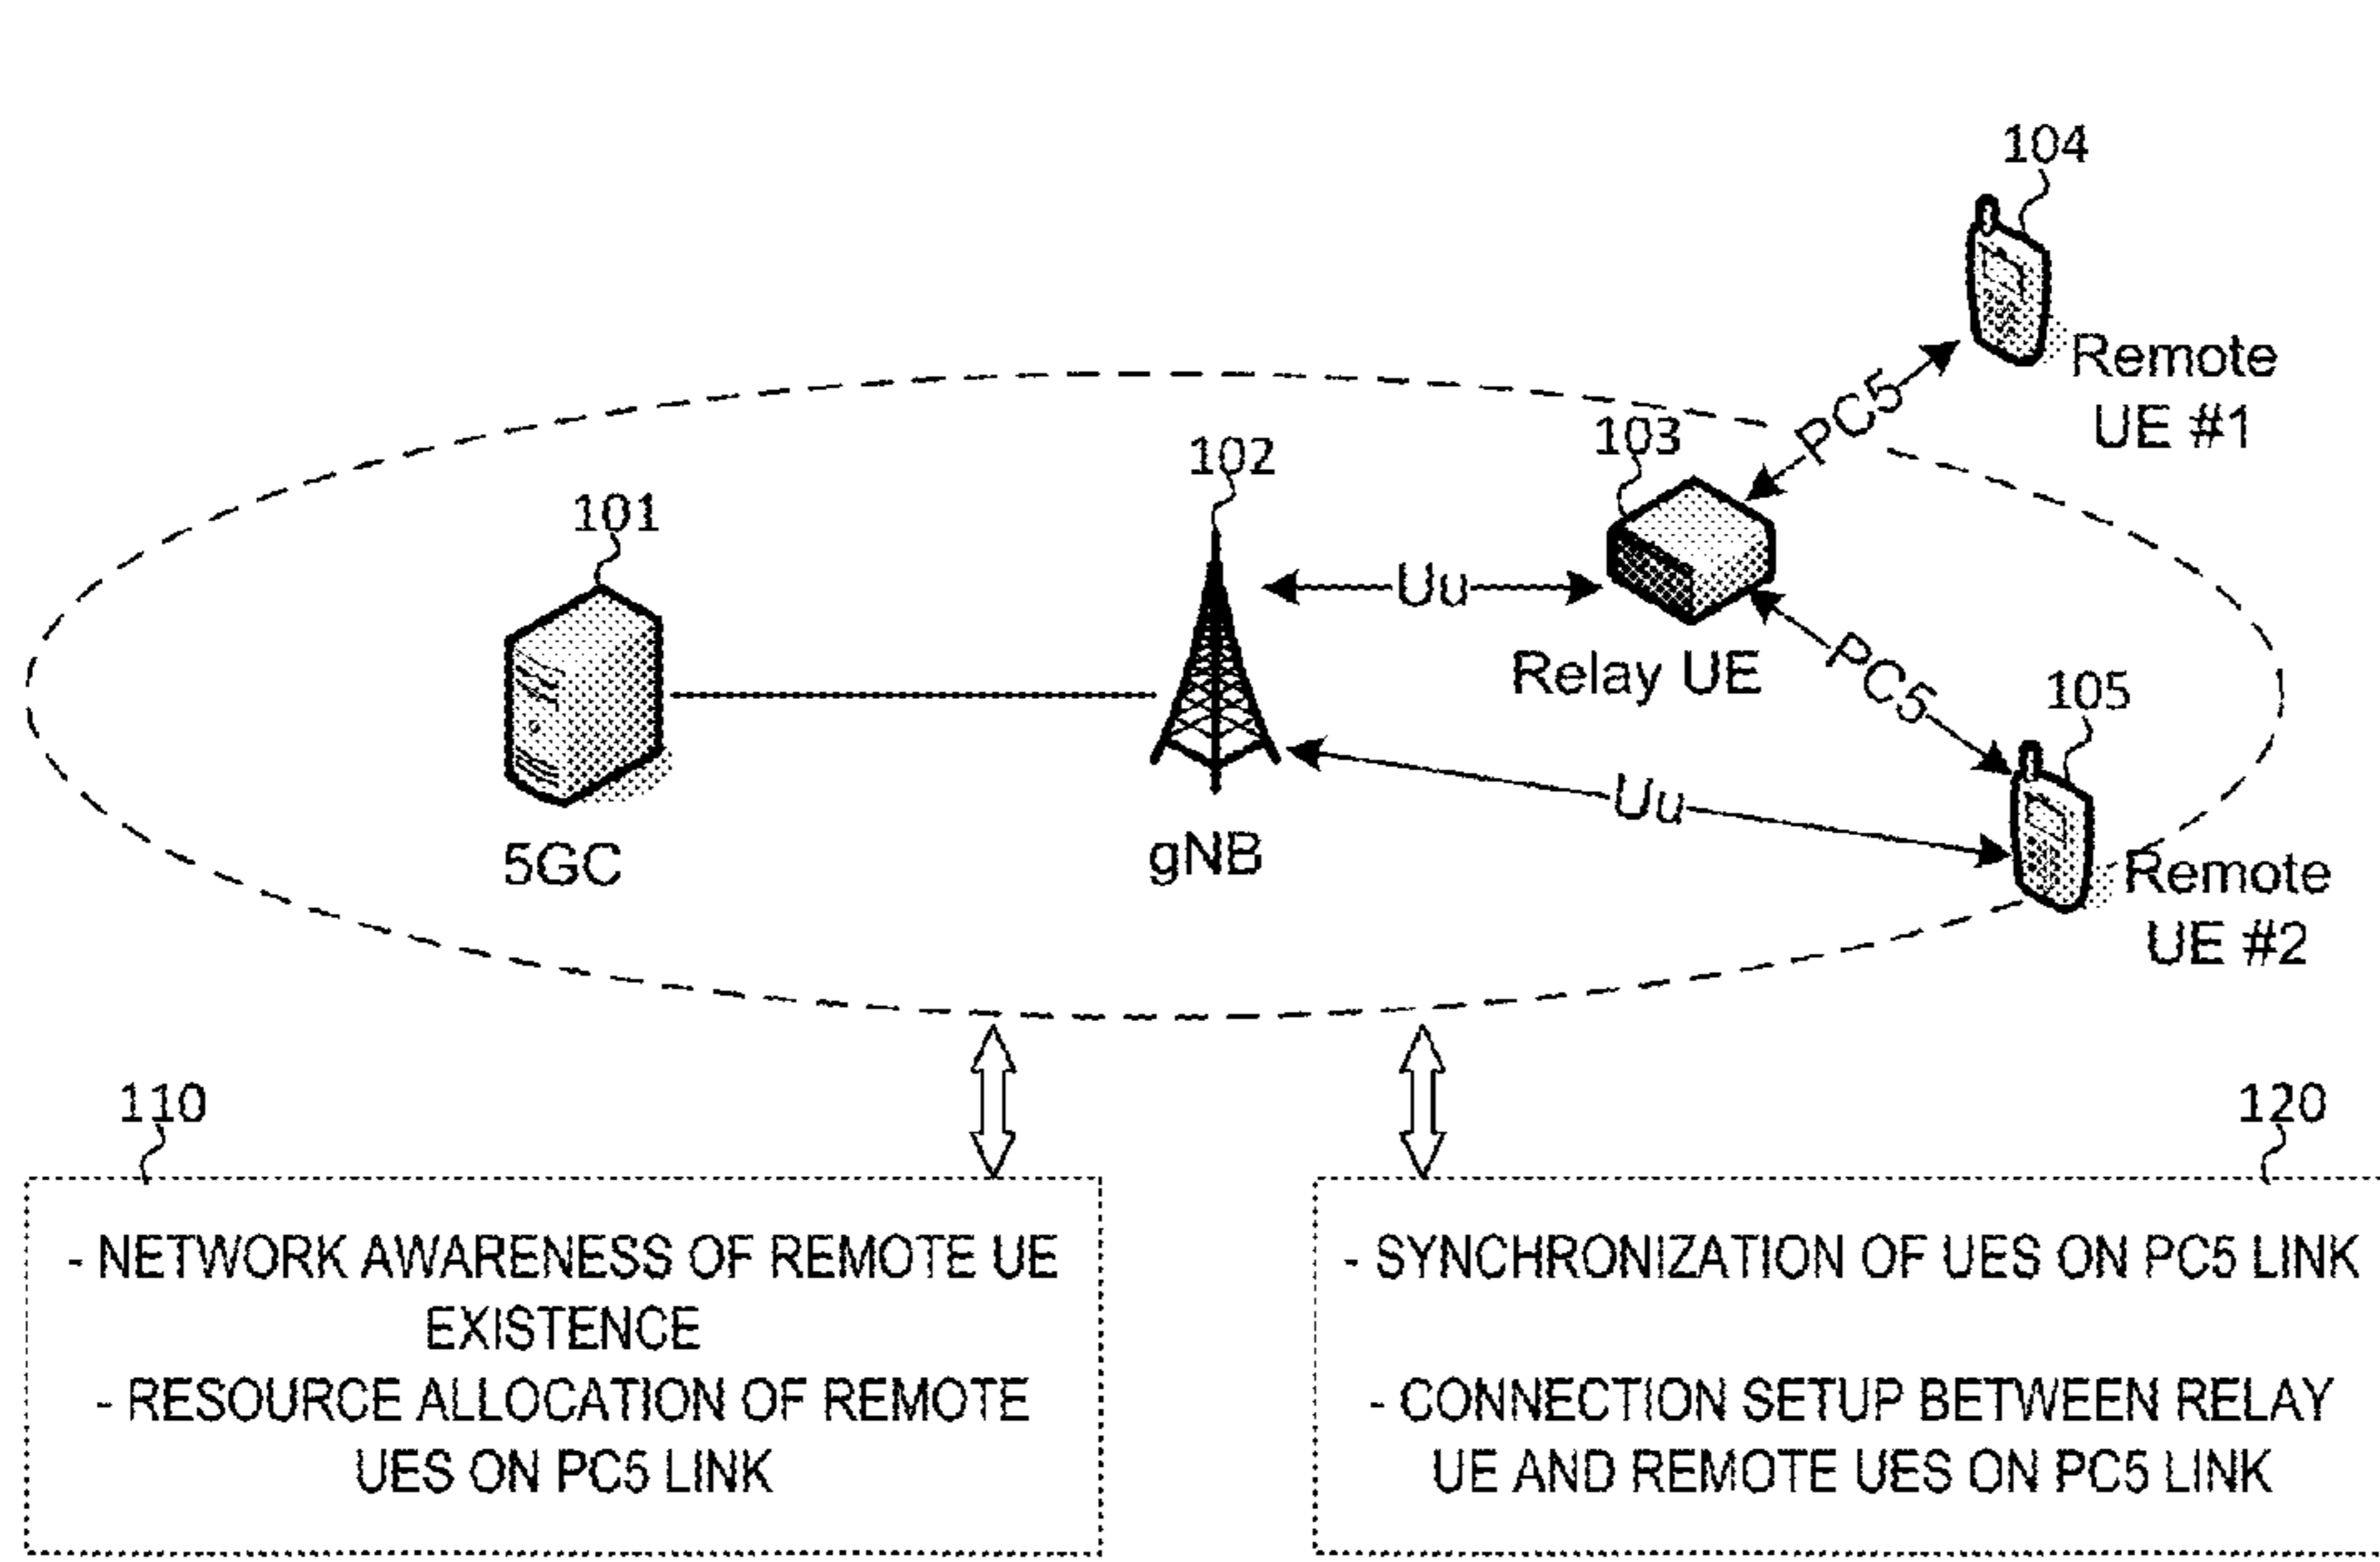 104
Remote
UE #1
PC5
103
102
101
Uu
Relay UE
PC5
105
Uu
5GC
gNB
Remote
UE #2
110
120
- NETWORK AWARENESS OF REMOTE UE
EXISTENCE
- RESOURCE ALLOCATION OF REMOTE
UES ON PC5 LINK
- SYNCHRONIZATION OF UES ON PC5 LINK
- CONNECTION SETUP BETWEEN RELAY
UE AND REMOTE UES ON PC5 LINK